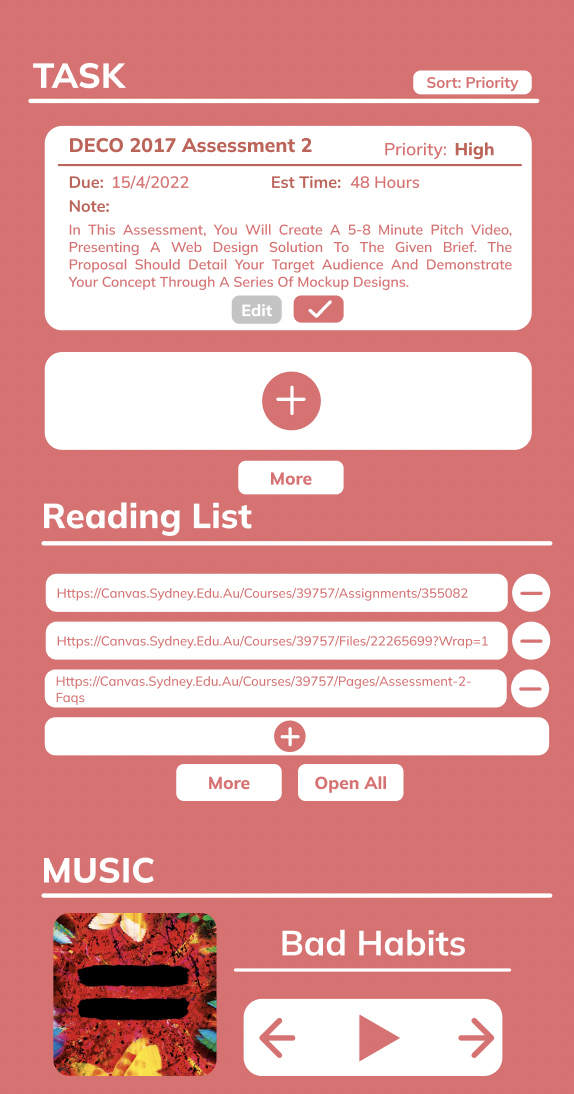 TASK
Sort: Priority
DECO 2017 Assessment 2
Priority: High
Due: 15/4/2022
Est Time: 48 Hours
Note:
In This Assessment, You Will Create A 5-8 Minute Pitch Video,
Presenting A Web Design Solution To The Given Brief. The
Proposal Should Detail Your Target Audience And Demonstrate
Your Concept Through A Series Of Mockup Designs.
Edit
More
Reading List
Https://Canvas.Sydney.Edu.Au/Courses/39757/Assignments/355082
Https://Canvas.Sydney.Edu.Au/Courses/39757/Files/22265699?Wrap=1
Https://Canvas.Sydney.Edu.Au/Courses/39757/Pages/Assessment-2-
Faqs
More
Open All
MUSIC
Bad Habits